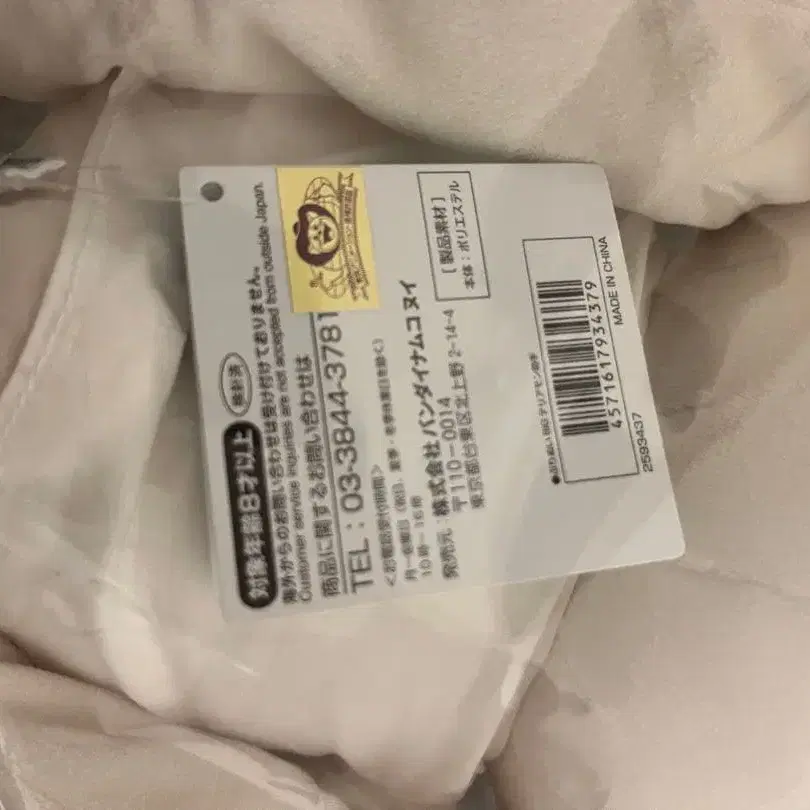 対象年齢8才以上
検針済
海外からのお問い合わせは受け付けておりません。
Customer service inquiries are not accepted from outside Japan.
商品に関するお問い合わせは
TEL：03-3844-3781
<お電話受付時間>
月-金曜日(祝日、夏季・冬季休業日を除く)
10時-16時
発売元：株式会社バンダイナムコ ヌイ
〒110-0014
東京都台東区北上野2-14-4
[製品素材]
本体：ポリエステル
4571617934379
MADE IN CHINA
2593437